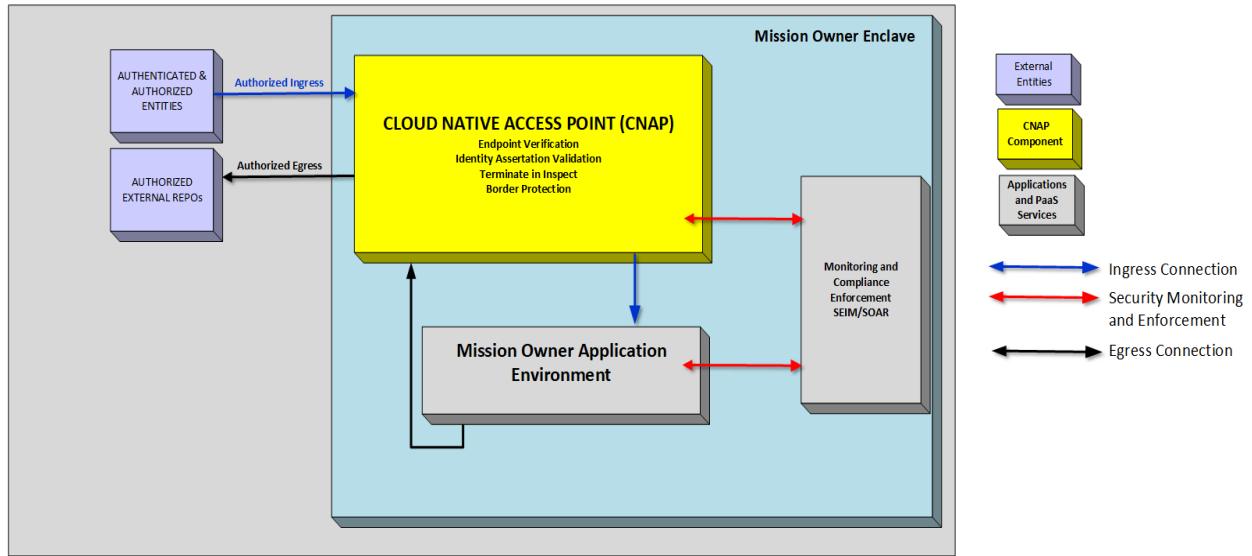 Mission Owner Enclave
AUTHENTICATED &
AUTHORIZED
ENTITIES
Authorized Ingress
CLOUD NATIVE ACCESS POINT (CNAP)
Endpoint Verification
Identity Assertation Validation
Terminate in Inspect
Border Protection
Authorized Egress
AUTHORIZED
EXTERNAL REPOs
Monitoring and
Compliance
Enforcement
SEIM/SOAR
Mission Owner Application
Environment
External
Entities
CNAP
Component
Applications
and PaaS
Services
Ingress Connection
Security Monitoring
and Enforcement
Egress Connection